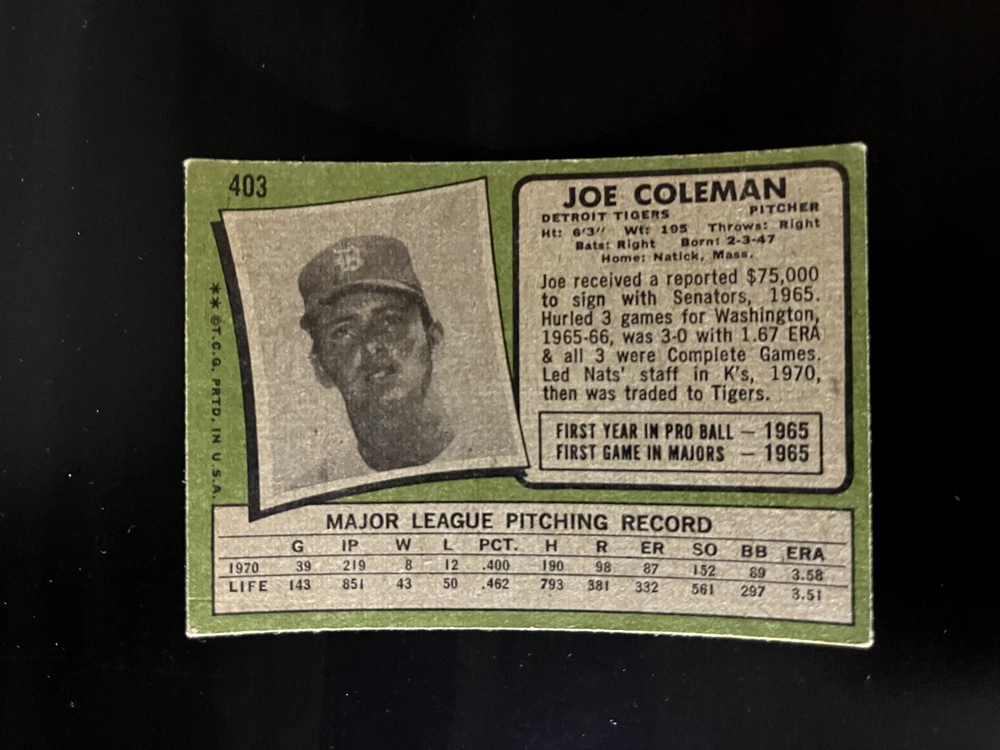 403
JOE COLEMAN
DETROIT TIGERS PITCHER
Ht: 6'3" Wt: 195 Throws: Right
Bats: Right Born: 2-3-47
Home: Natick, Mass.
Joe received a reported $75,000
to sign with Senators, 1965.
Hurled 3 games for Washington,
1965-66, was 3-0 with 1.67 ERA
& all 3 were Complete Games.
Led Nats' staff in K's, 1970,
then was traded to Tigers.
FIRST YEAR IN PRO BALL — 1965
FIRST GAME IN MAJORS — 1965
** ©T.C.G. PRTD. IN U.S.A.
D
MAJOR LEAGUE PITCHING RECORD
G IP W L PCT. H R ER SO BB ERA
1970 39 219 8 12 .400 190 98 87 152 89 3.58
LIFE 143 851 43 50 .462 793 381 332 561 297 3.51